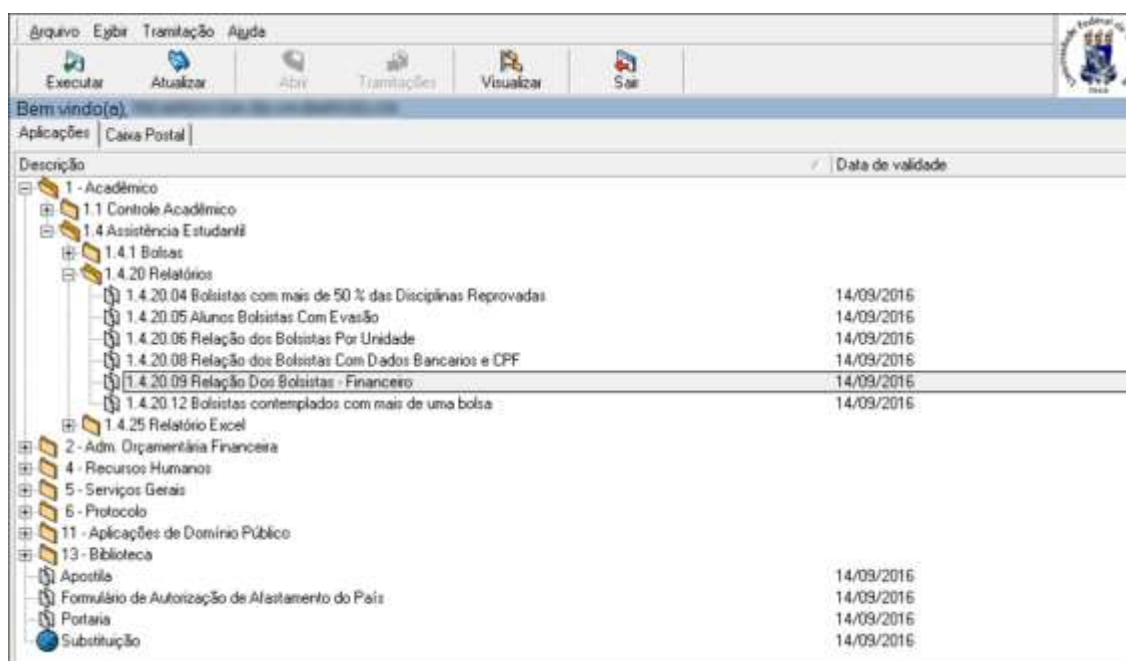 Arquivo Exibir Tramitação Ajuda
Executar Atualizar Abrir Tramitações Visualizar Sair
Bem vindo(a),
Aplicações Caixa Postal
Descrição Data de validade
1 - Acadêmico
1.1 Controle Acadêmico
1.4 Assistência Estudantil
1.4.1 Bolsas
1.4.20 Relatórios
1.4.20.04 Bolsistas com mais de 50 % das Disciplinas Reprovadas 14/09/2016
1.4.20.05 Alunos Bolsistas Com Evasão 14/09/2016
1.4.20.06 Relação dos Bolsistas Por Unidade 14/09/2016
1.4.20.08 Relação dos Bolsistas Com Dados Bancarios e CPF 14/09/2016
1.4.20.09 Relação Dos Bolsistas - Financeiro 14/09/2016
1.4.20.12 Bolsistas contemplados com mais de uma bolsa 14/09/2016
1.4.25 Relatório Excel
2 - Adm. Orçamentária Financeira
4 - Recursos Humanos
5 - Serviços Gerais
6 - Protocolo
11 - Aplicações de Domínio Público
13 - Biblioteca
Apostila 14/09/2016
Formulário de Autorização de Afastamento do País 14/09/2016
Portaria 14/09/2016
Substituição 14/09/2016